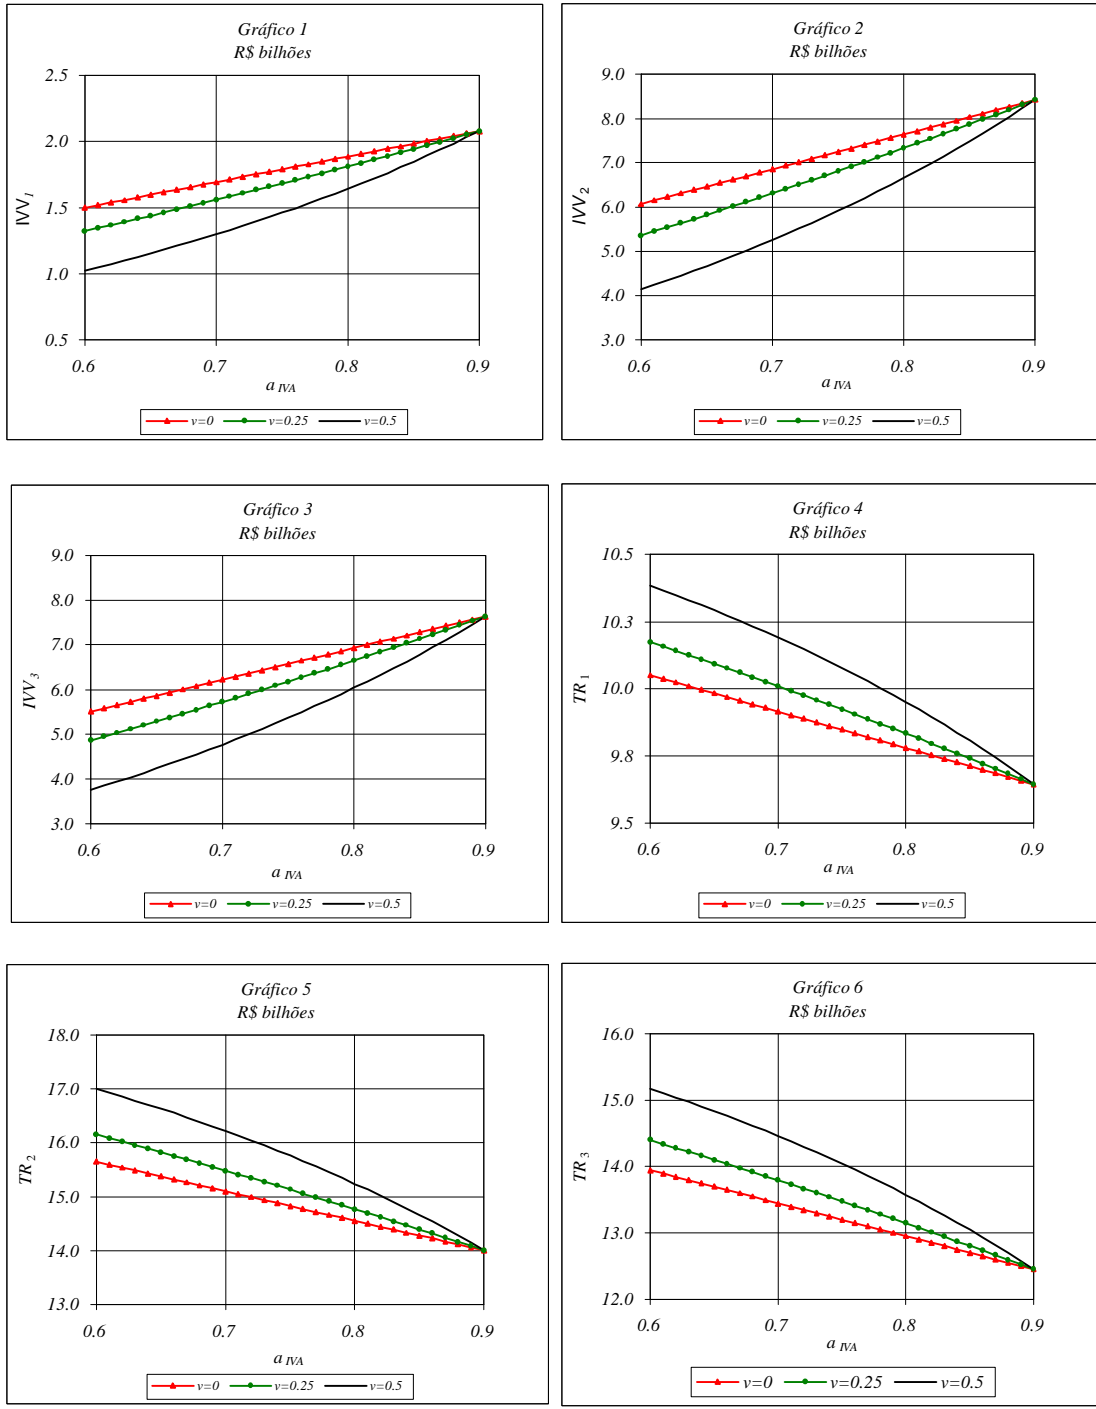 Gráfico 1
R$ bilhões
2.5
2.0
1.5
1.0
0.5
IVV1
0.6 0.7 0.8 0.9
a IVA
v=0 v=0.25 v=0.5
Gráfico 2
R$ bilhões
9.0
8.0
7.0
6.0
5.0
4.0
3.0
IVV2
0.6 0.7 0.8 0.9
a IVA
v=0 v=0.25 v=0.5
Gráfico 3
R$ bilhões
9.0
8.0
7.0
6.0
5.0
4.0
3.0
IVV3
0.6 0.7 0.8 0.9
a IVA
v=0 v=0.25 v=0.5
Gráfico 4
R$ bilhões
10.5
10.3
10.0
9.8
9.5
TR1
0.6 0.7 0.8 0.9
a IVA
v=0 v=0.25 v=0.5
Gráfico 5
R$ bilhões
18.0
17.0
16.0
15.0
14.0
13.0
TR2
0.6 0.7 0.8 0.9
a IVA
v=0 v=0.25 v=0.5
Gráfico 6
R$ bilhões
16.0
15.0
14.0
13.0
12.0
TR3
0.6 0.7 0.8 0.9
a IVA
v=0 v=0.25 v=0.5